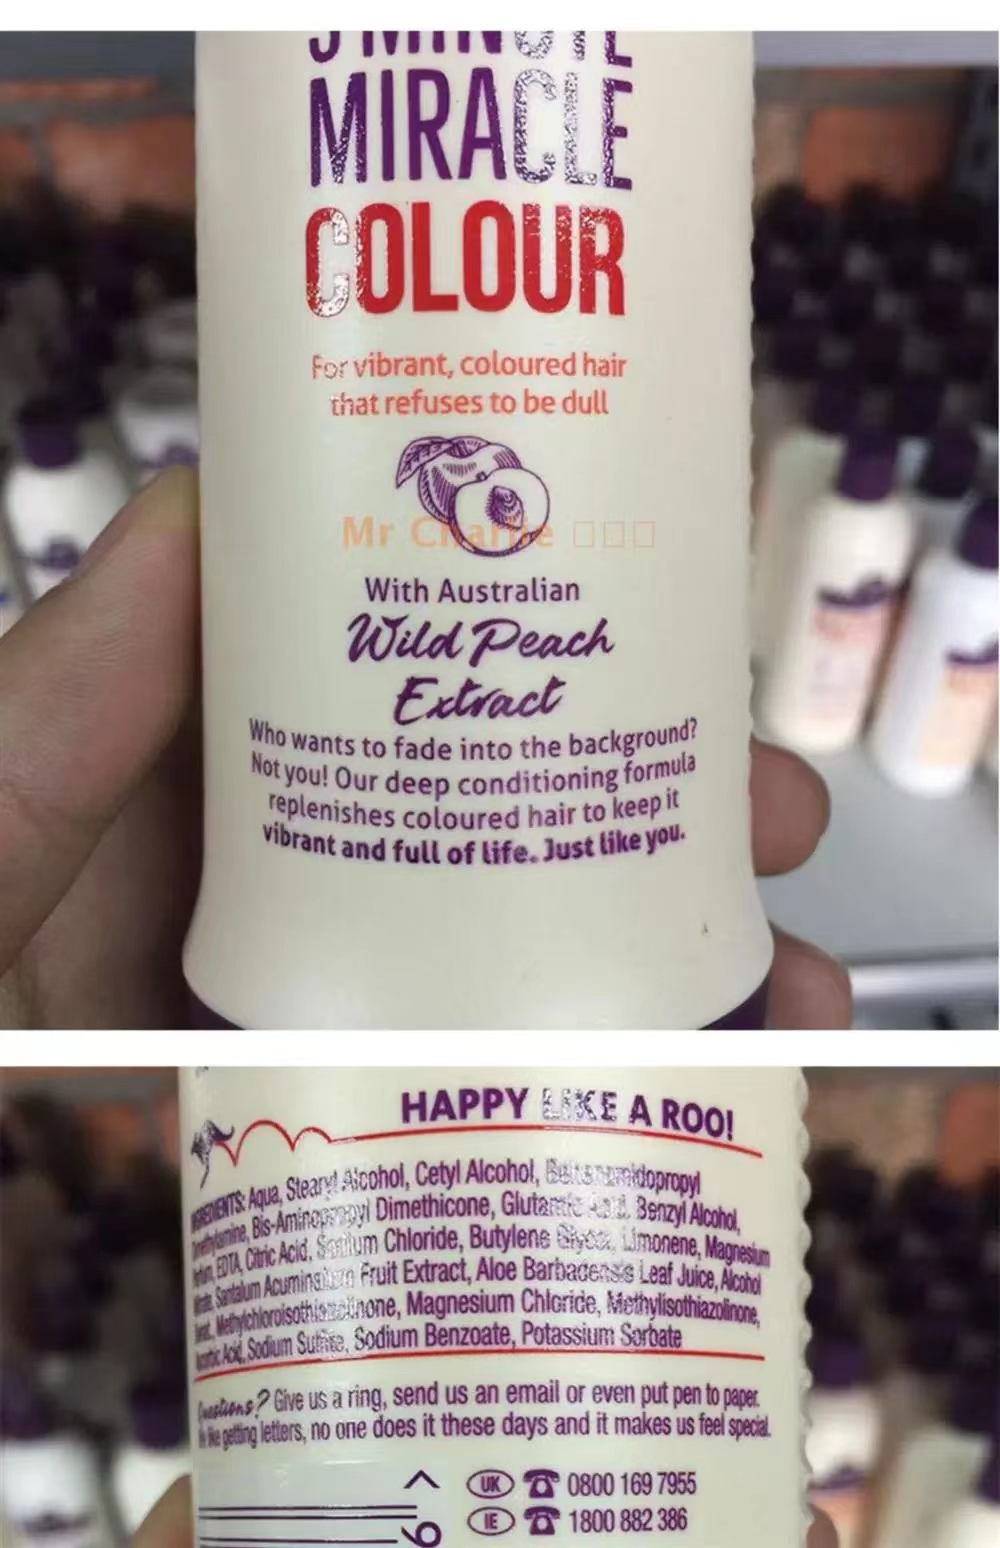 3 MINUTE
MIRACLE
COLOUR
For vibrant, coloured hair
that refuses to be dull
Mr Charlie
With Australian
Wild Peach
Extract
Who wants to fade into the background?
Not you! Our deep conditioning formula
replenishes coloured hair to keep it
vibrant and full of life. Just like you.
HAPPY LIKE A ROO!
INGREDIENTS: Aqua, Stearyl Alcohol, Cetyl Alcohol,
Bis-Aminopropyl Dimethicone, Glutamic Acid, Benzyl Alcohol,
EDTA, Citric Acid, Sodium Chloride, Butylene Glycol, Limonene, Magnesium
Santalum Acuminatum Fruit Extract, Aloe Barbadensis Leaf Juice, Alcohol
Methylchloroisothiazolinone, Magnesium Chloride, Methylisothiazolinone,
Acid, Sodium Sulfite, Sodium Benzoate, Potassium Sorbate
Questions? Give us a ring, send us an email or even put pen to paper.
like getting letters, no one does it these days and it makes us feel special.
UK 0800 169 7955
IE 1800 882 386